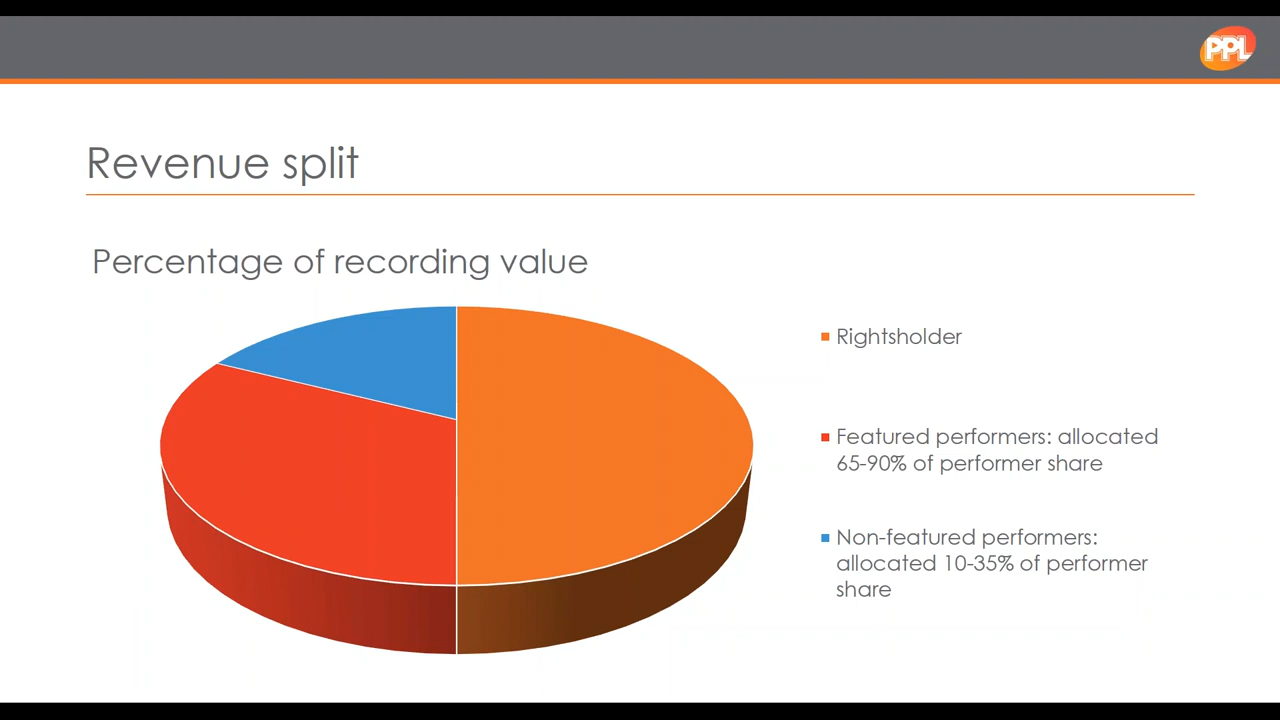 PPL
Revenue split
Percentage of recording value
Rightsholder
Featured performers: allocated
65-90% of performer share
Non-featured performers:
allocated 10-35% of performer
share